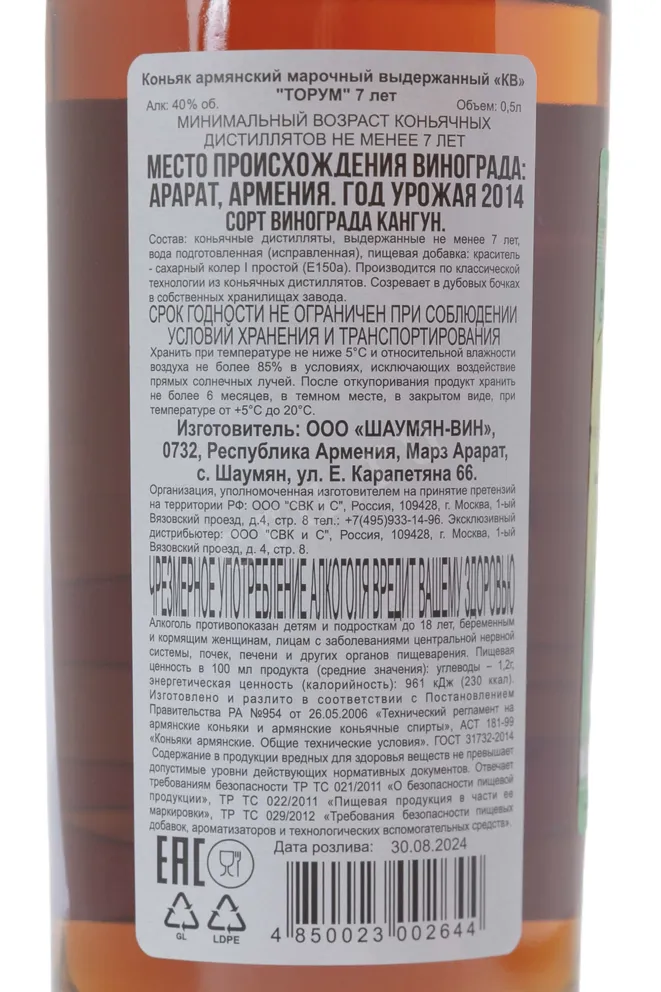 Коньяк армянский марочный выдержанный «КВ»
"ТОРУМ" 7 лет
Алк: 40% об. Объем: 0,5л
МИНИМАЛЬНЫЙ ВОЗРАСТ КОНЬЯЧНЫХ
ДИСТИЛЛЯТОВ НЕ МЕНЕЕ 7 ЛЕТ
МЕСТО ПРОИСХОЖДЕНИЯ ВИНОГРАДА:
АРАРАТ, АРМЕНИЯ. ГОД УРОЖАЯ 2014
СОРТ ВИНОГРАДА КАНГУН.
Состав: коньячные дистилляты, выдержанные не менее 7 лет,
вода подготовленная (исправленная), пищевая добавка: краситель
- сахарный колер I простой (Е150а). Производится по классической
технологии из коньячных дистиллятов. Созревает в дубовых бочках
в собственных хранилищах завода.
СРОК ГОДНОСТИ НЕ ОГРАНИЧЕН ПРИ СОБЛЮДЕНИИ
УСЛОВИЙ ХРАНЕНИЯ И ТРАНСПОРТИРОВАНИЯ
Хранить при температуре не ниже 5°С и относительной влажности
воздуха не более 85% в условиях, исключающих воздействие
прямых солнечных лучей. После откупоривания продукт хранить
не более 6 месяцев, в темном месте, в закрытом виде, при
температуре от +5°С до 20°С.
Изготовитель: ООО «ШАУМЯН-ВИН»,
0732, Республика Армения, Марз Арарат,
с. Шаумян, ул. Е. Карапетяна 66.
Организация, уполномоченная изготовителем на принятие претензий
на территории РФ: ООО "СВК и С", Россия, 109428, г. Москва, 1-ый
Вязовский проезд, д.4, стр. 8 тел.: +7(495)933-14-96. Эксклюзивный
дистрибьютер: ООО "СВК и С", Россия, 109428, г. Москва, 1-ый
Вязовский проезд, д. 4, стр. 8.
ЧРЕЗМЕРНОЕ УПОТРЕБЛЕНИЕ АЛКОГОЛЯ ВРЕДИТ ВАШЕМУ ЗДОРОВЬЮ
Алкоголь противопоказан детям и подросткам до 18 лет, беременным
и кормящим женщинам, лицам с заболеваниями центральной нервной
системы, почек, печени и других органов пищеварения. Пищевая
ценность в 100 мл продукта (средние значения): углеводы – 1,2г,
энергетическая ценность (калорийность): 961 кДж (230 ккал).
Изготовлено и разлито в соответствии с Постановлением
Правительства РА №954 от 26.05.2006 «Технический регламент на
армянские коньяки и армянские коньячные спирты», АСТ 181-99
«Коньяки армянские. Общие технические условия». ГОСТ 31732-2014
Содержание в продукции вредных для здоровья веществ не превышает
допустимые уровни действующих нормативных документов. Отвечает
требованиям безопасности ТР ТС 021/2011 «О безопасности пищевой
продукции», ТР ТС 022/2011 «Пищевая продукция в части ее
маркировки», ТР ТС 029/2012 «Требования безопасности пищевых
добавок, ароматизаторов и технологических вспомогательных средств».
Дата розлива: 30.08.2024
EAC
GL LDPE
4 850023 002644